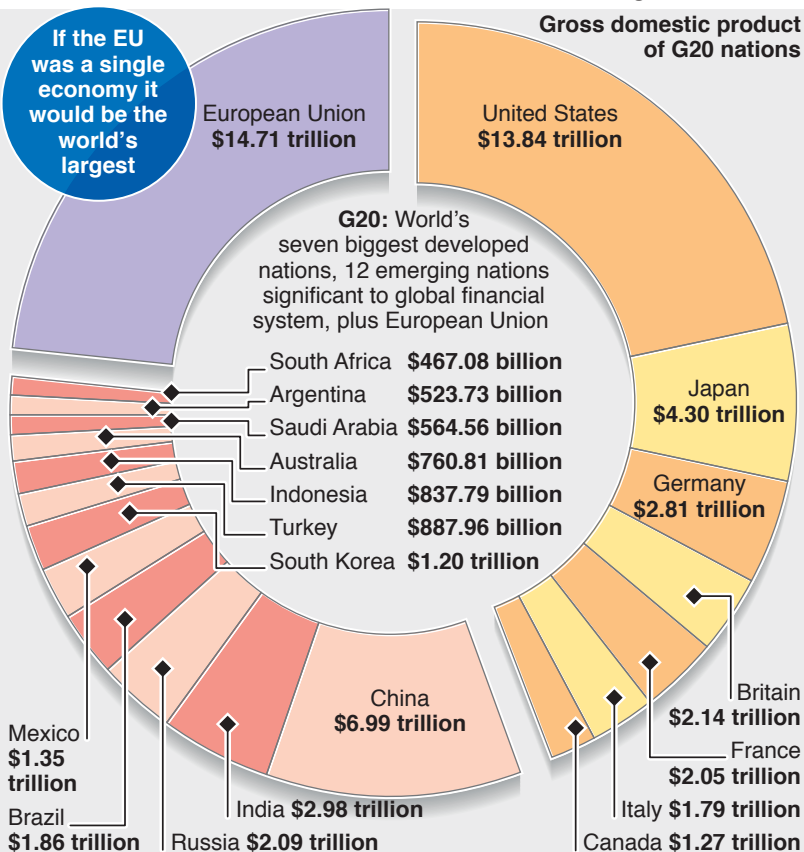 Gross domestic product
of G20 nations
If the EU
was a single
economy it
would be the
world's
largest
European Union
$14.71 trillion
United States
$13.84 trillion
G20: World's
seven biggest developed
nations, 12 emerging nations
significant to global financial
system, plus European Union
South Africa $467.08 billion
Argentina $523.73 billion
Saudi Arabia $564.56 billion
Australia $760.81 billion
Indonesia $837.79 billion
Turkey $887.96 billion
South Korea $1.20 trillion
Japan
$4.30 trillion
Germany
$2.81 trillion
Britain
$2.14 trillion
France
$2.05 trillion
Italy $1.79 trillion
Canada $1.27 trillion
China
$6.99 trillion
India $2.98 trillion
Russia $2.09 trillion
Mexico
$1.35
trillion
Brazil
$1.86 trillion